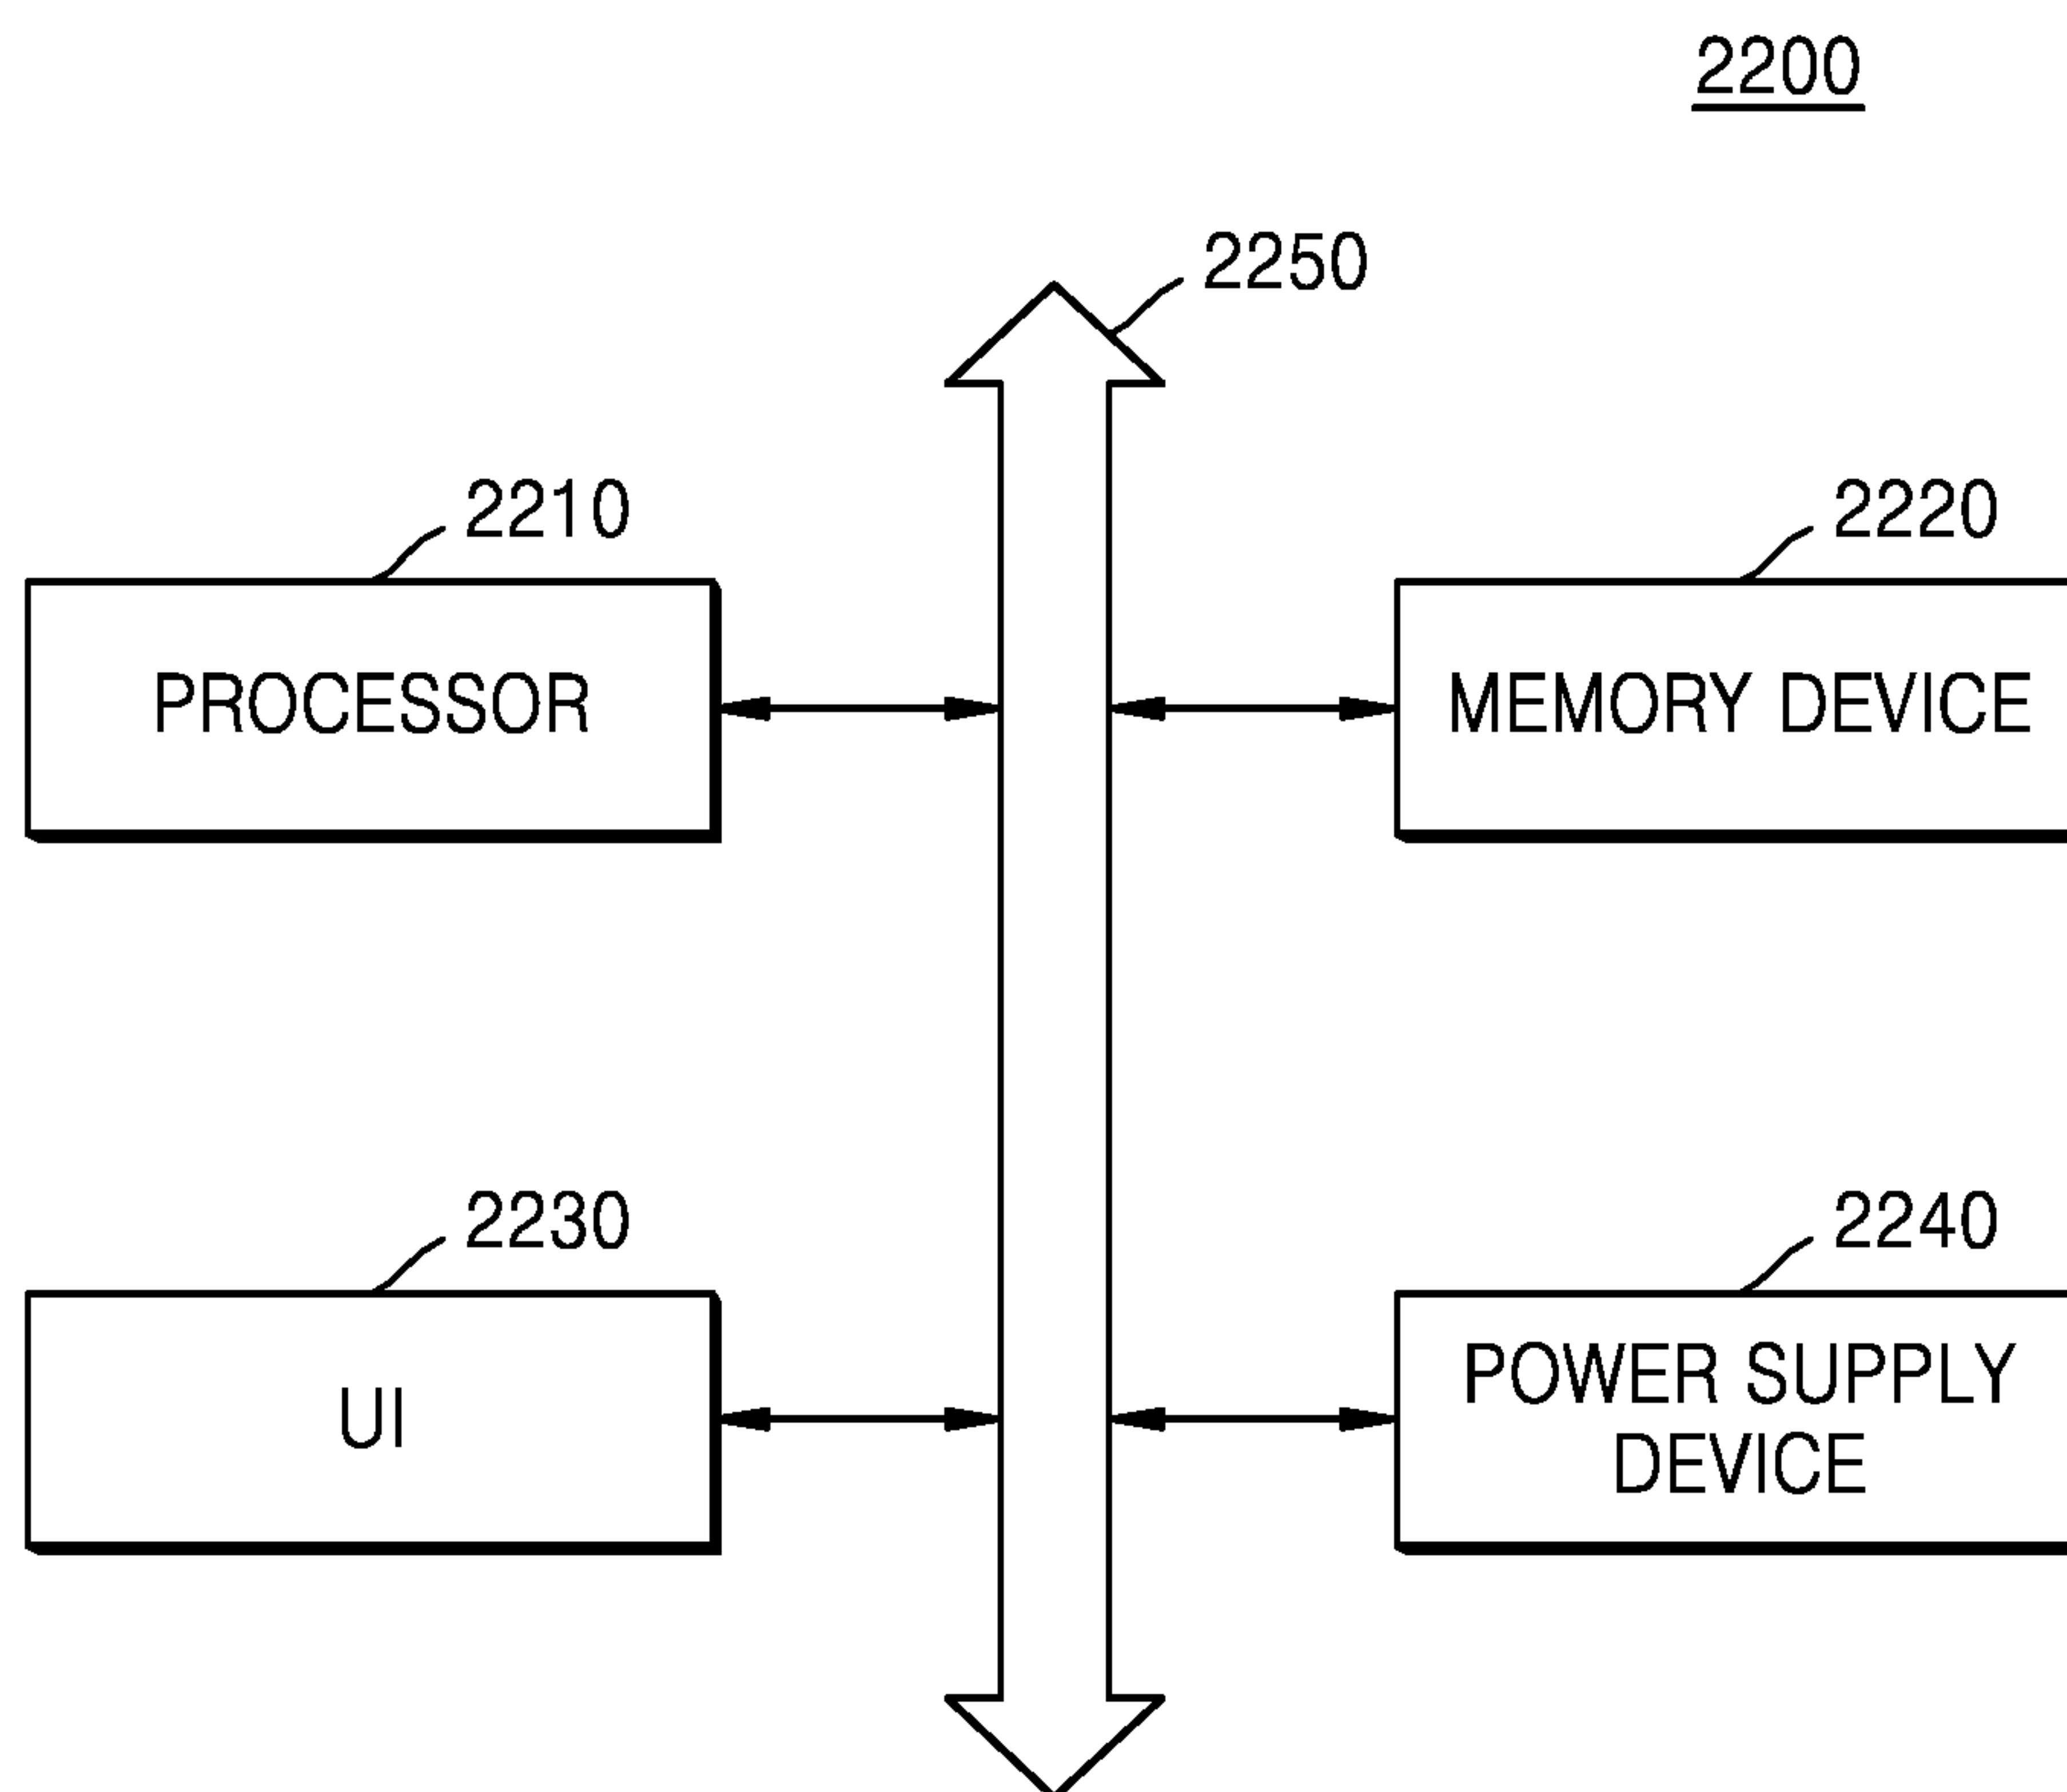 2200
2250
2210
2220
PROCESSOR
MEMORY DEVICE
2230
2240
UI
POWER SUPPLY
DEVICE